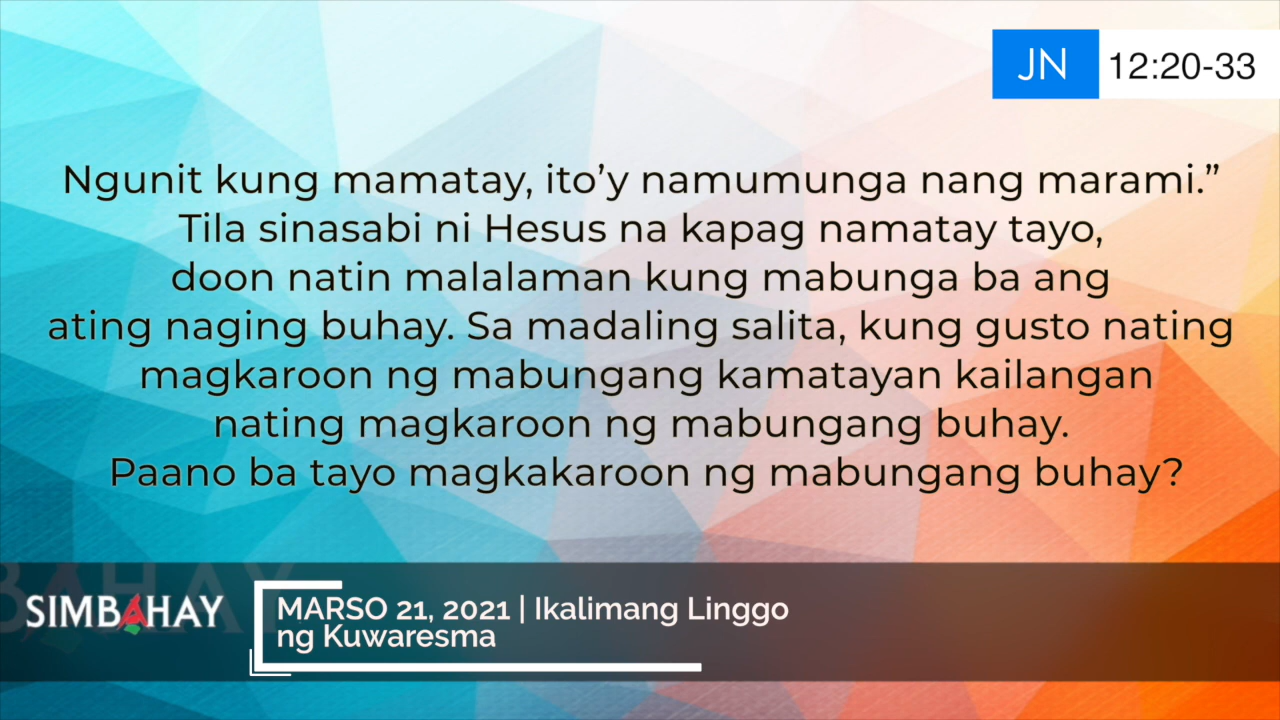 JN 12:20-33
Ngunit kung mamatay, ito’y namumunga nang marami.”
Tila sinasabi ni Hesus na kapag namatay tayo,
doon natin malalaman kung mabunga ba ang
ating naging buhay. Sa madaling salita, kung gusto nating
magkaroon ng mabungang kamatayan kailangan
nating magkaroon ng mabungang buhay.
Paano ba tayo magkakaroon ng mabungang buhay?
SIMBAHAY
MARSO 21, 2021 | Ikalimang Linggo
ng Kuwaresma